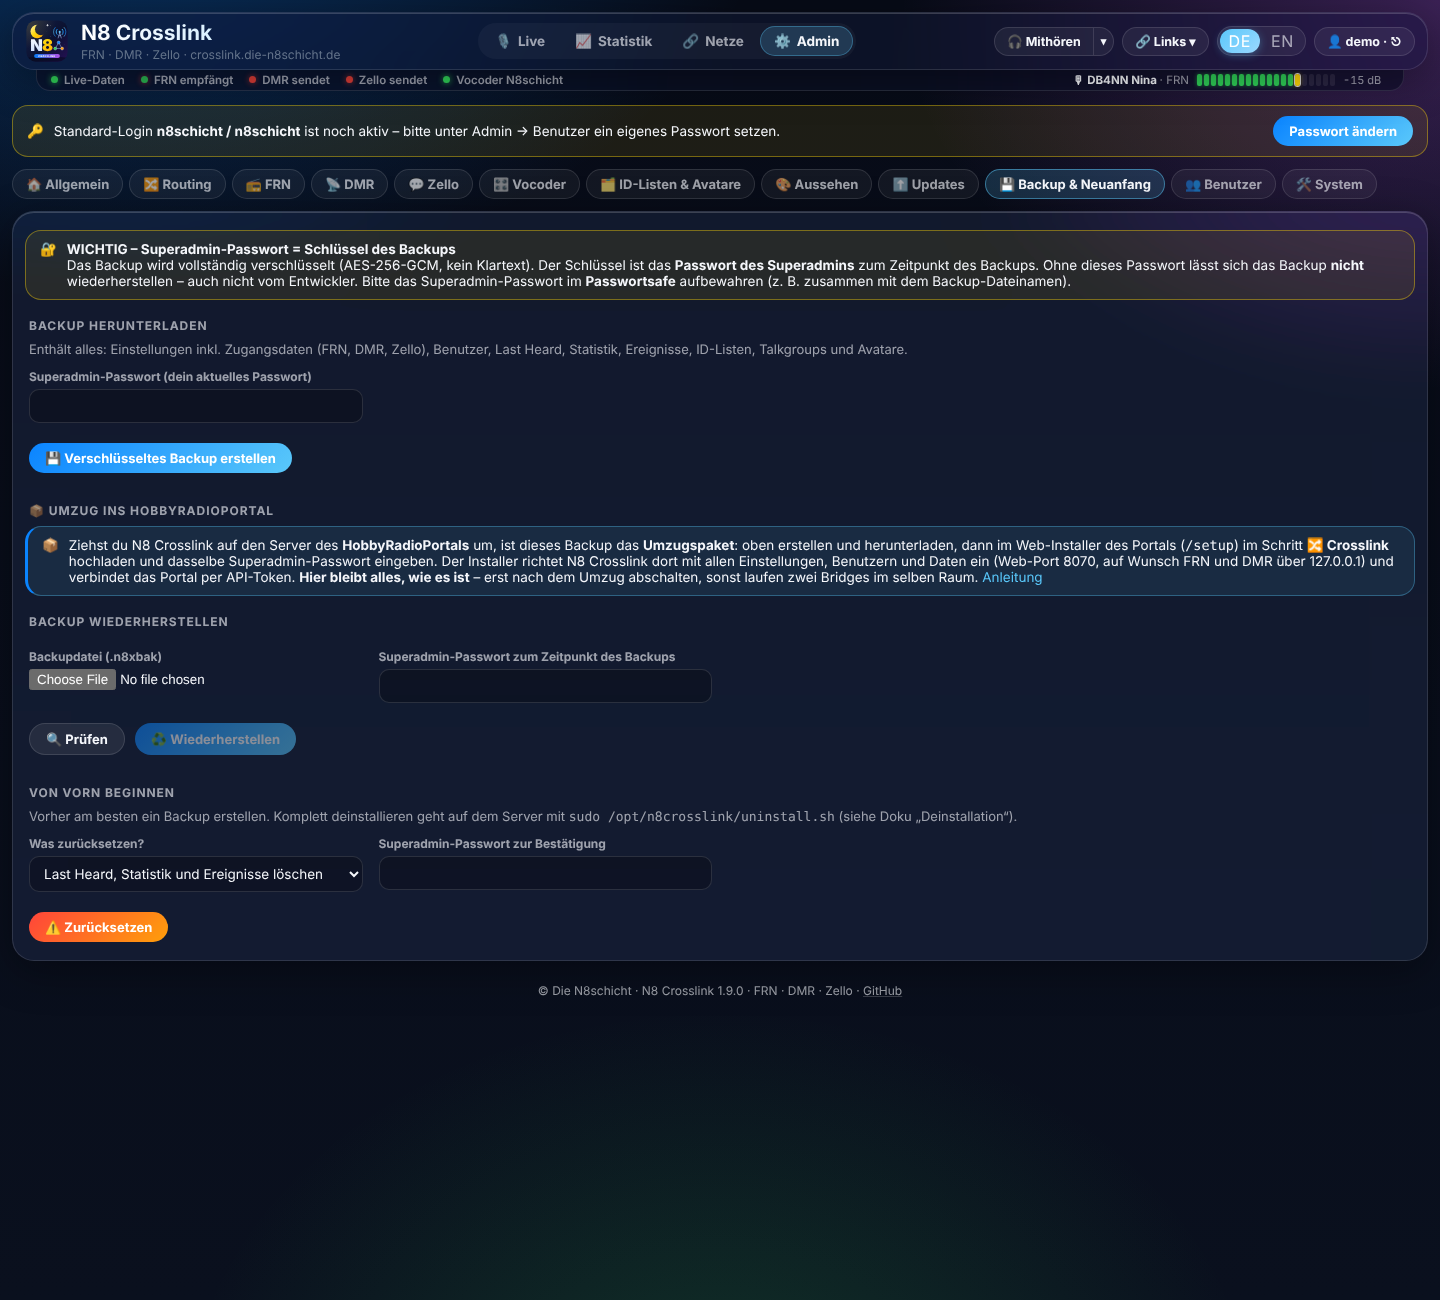 N8 Crosslink
FRN · DMR · Zello · crosslink.die-n8schicht.de
Live
Statistik
Netze
Admin
Mithören ▾
Links ▾
DE EN
demo ·
Live-Daten
FRN empfängt
DMR sendet
Zello sendet
Vocoder N8schicht
DB4NN Nina · FRN
-15 dB
Standard-Login n8schicht / n8schicht ist noch aktiv – bitte unter Admin → Benutzer ein eigenes Passwort setzen.
Passwort ändern
Allgemein
Routing
FRN
DMR
Zello
Vocoder
ID-Listen & Avatare
Aussehen
Updates
Backup & Neuanfang
Benutzer
System
WICHTIG – Superadmin-Passwort = Schlüssel des Backups
Das Backup wird vollständig verschlüsselt (AES-256-GCM, kein Klartext). Der Schlüssel ist das Passwort des Superadmins zum Zeitpunkt des Backups. Ohne dieses Passwort lässt sich das Backup nicht
wiederherstellen – auch nicht vom Entwickler. Bitte das Superadmin-Passwort im Passwortsafe aufbewahren (z. B. zusammen mit dem Backup-Dateinamen).
BACKUP HERUNTERLADEN
Enthält alles: Einstellungen inkl. Zugangsdaten (FRN, DMR, Zello), Benutzer, Last Heard, Statistik, Ereignisse, ID-Listen, Talkgroups und Avatare.
Superadmin-Passwort (dein aktuelles Passwort)
Verschlüsseltes Backup erstellen
UMZUG INS HOBBYRADIOPORTAL
Ziehst du N8 Crosslink auf den Server des HobbyRadioPortals um, ist dieses Backup das Umzugspaket: oben erstellen und herunterladen, dann im Web-Installer des Portals (/setup) im Schritt 🔀 Crosslink
hochladen und dasselbe Superadmin-Passwort eingeben. Der Installer richtet N8 Crosslink dort mit allen Einstellungen, Benutzern und Daten ein (Web-Port 8070, auf Wunsch FRN und DMR über 127.0.0.1) und
verbindet das Portal per API-Token. Hier bleibt alles, wie es ist – erst nach dem Umzug abschalten, sonst laufen zwei Bridges im selben Raum. Anleitung
BACKUP WIEDERHERSTELLEN
Backupdatei (.n8xbak)
Superadmin-Passwort zum Zeitpunkt des Backups
Choose File No file chosen
Prüfen
Wiederherstellen
VON VORN BEGINNEN
Vorher am besten ein Backup erstellen. Komplett deinstallieren geht auf dem Server mit sudo /opt/n8crosslink/uninstall.sh (siehe Doku „Deinstallation“).
Was zurücksetzen?
Superadmin-Passwort zur Bestätigung
Last Heard, Statistik und Ereignisse löschen
Zurücksetzen
© Die N8schicht · N8 Crosslink 1.9.0 · FRN · DMR · Zello · GitHub